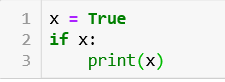 1 x = True
2 if x:
3     print(x)